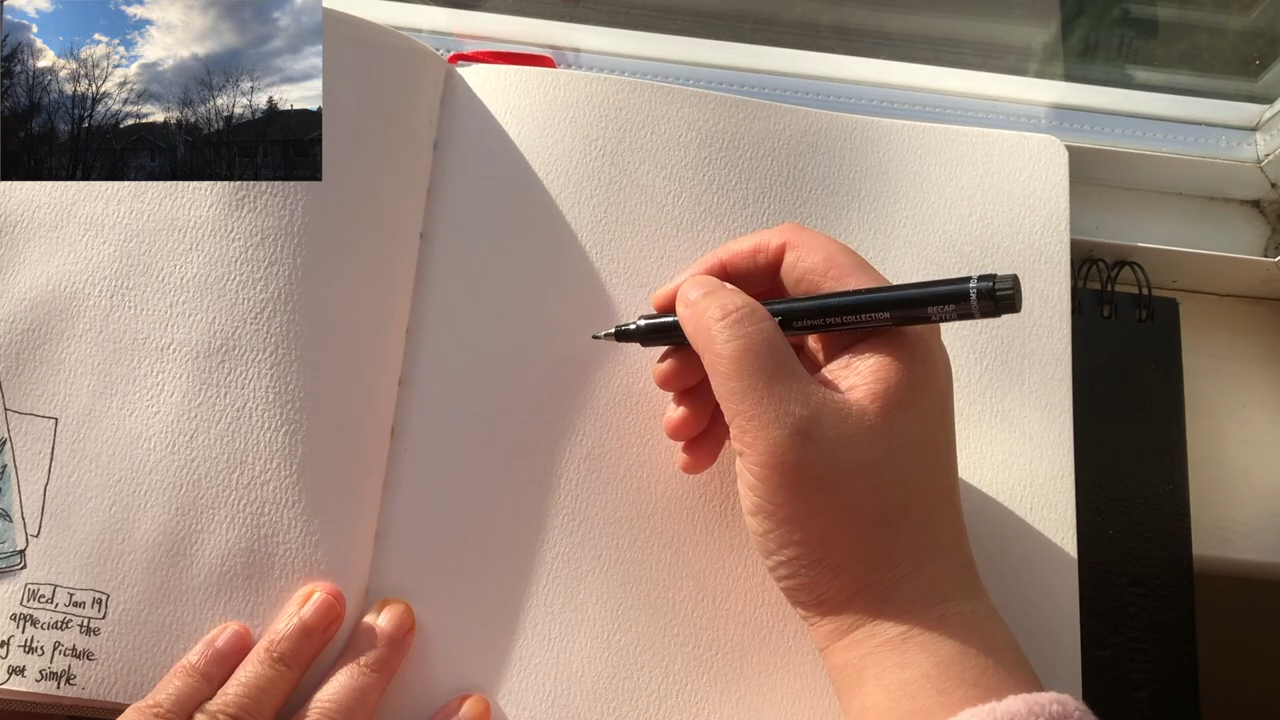 Wed, Jan 19
appreciate the
of this picture
get simple.
GRAPHIC PEN COLLECTION
RECAP
AFTER